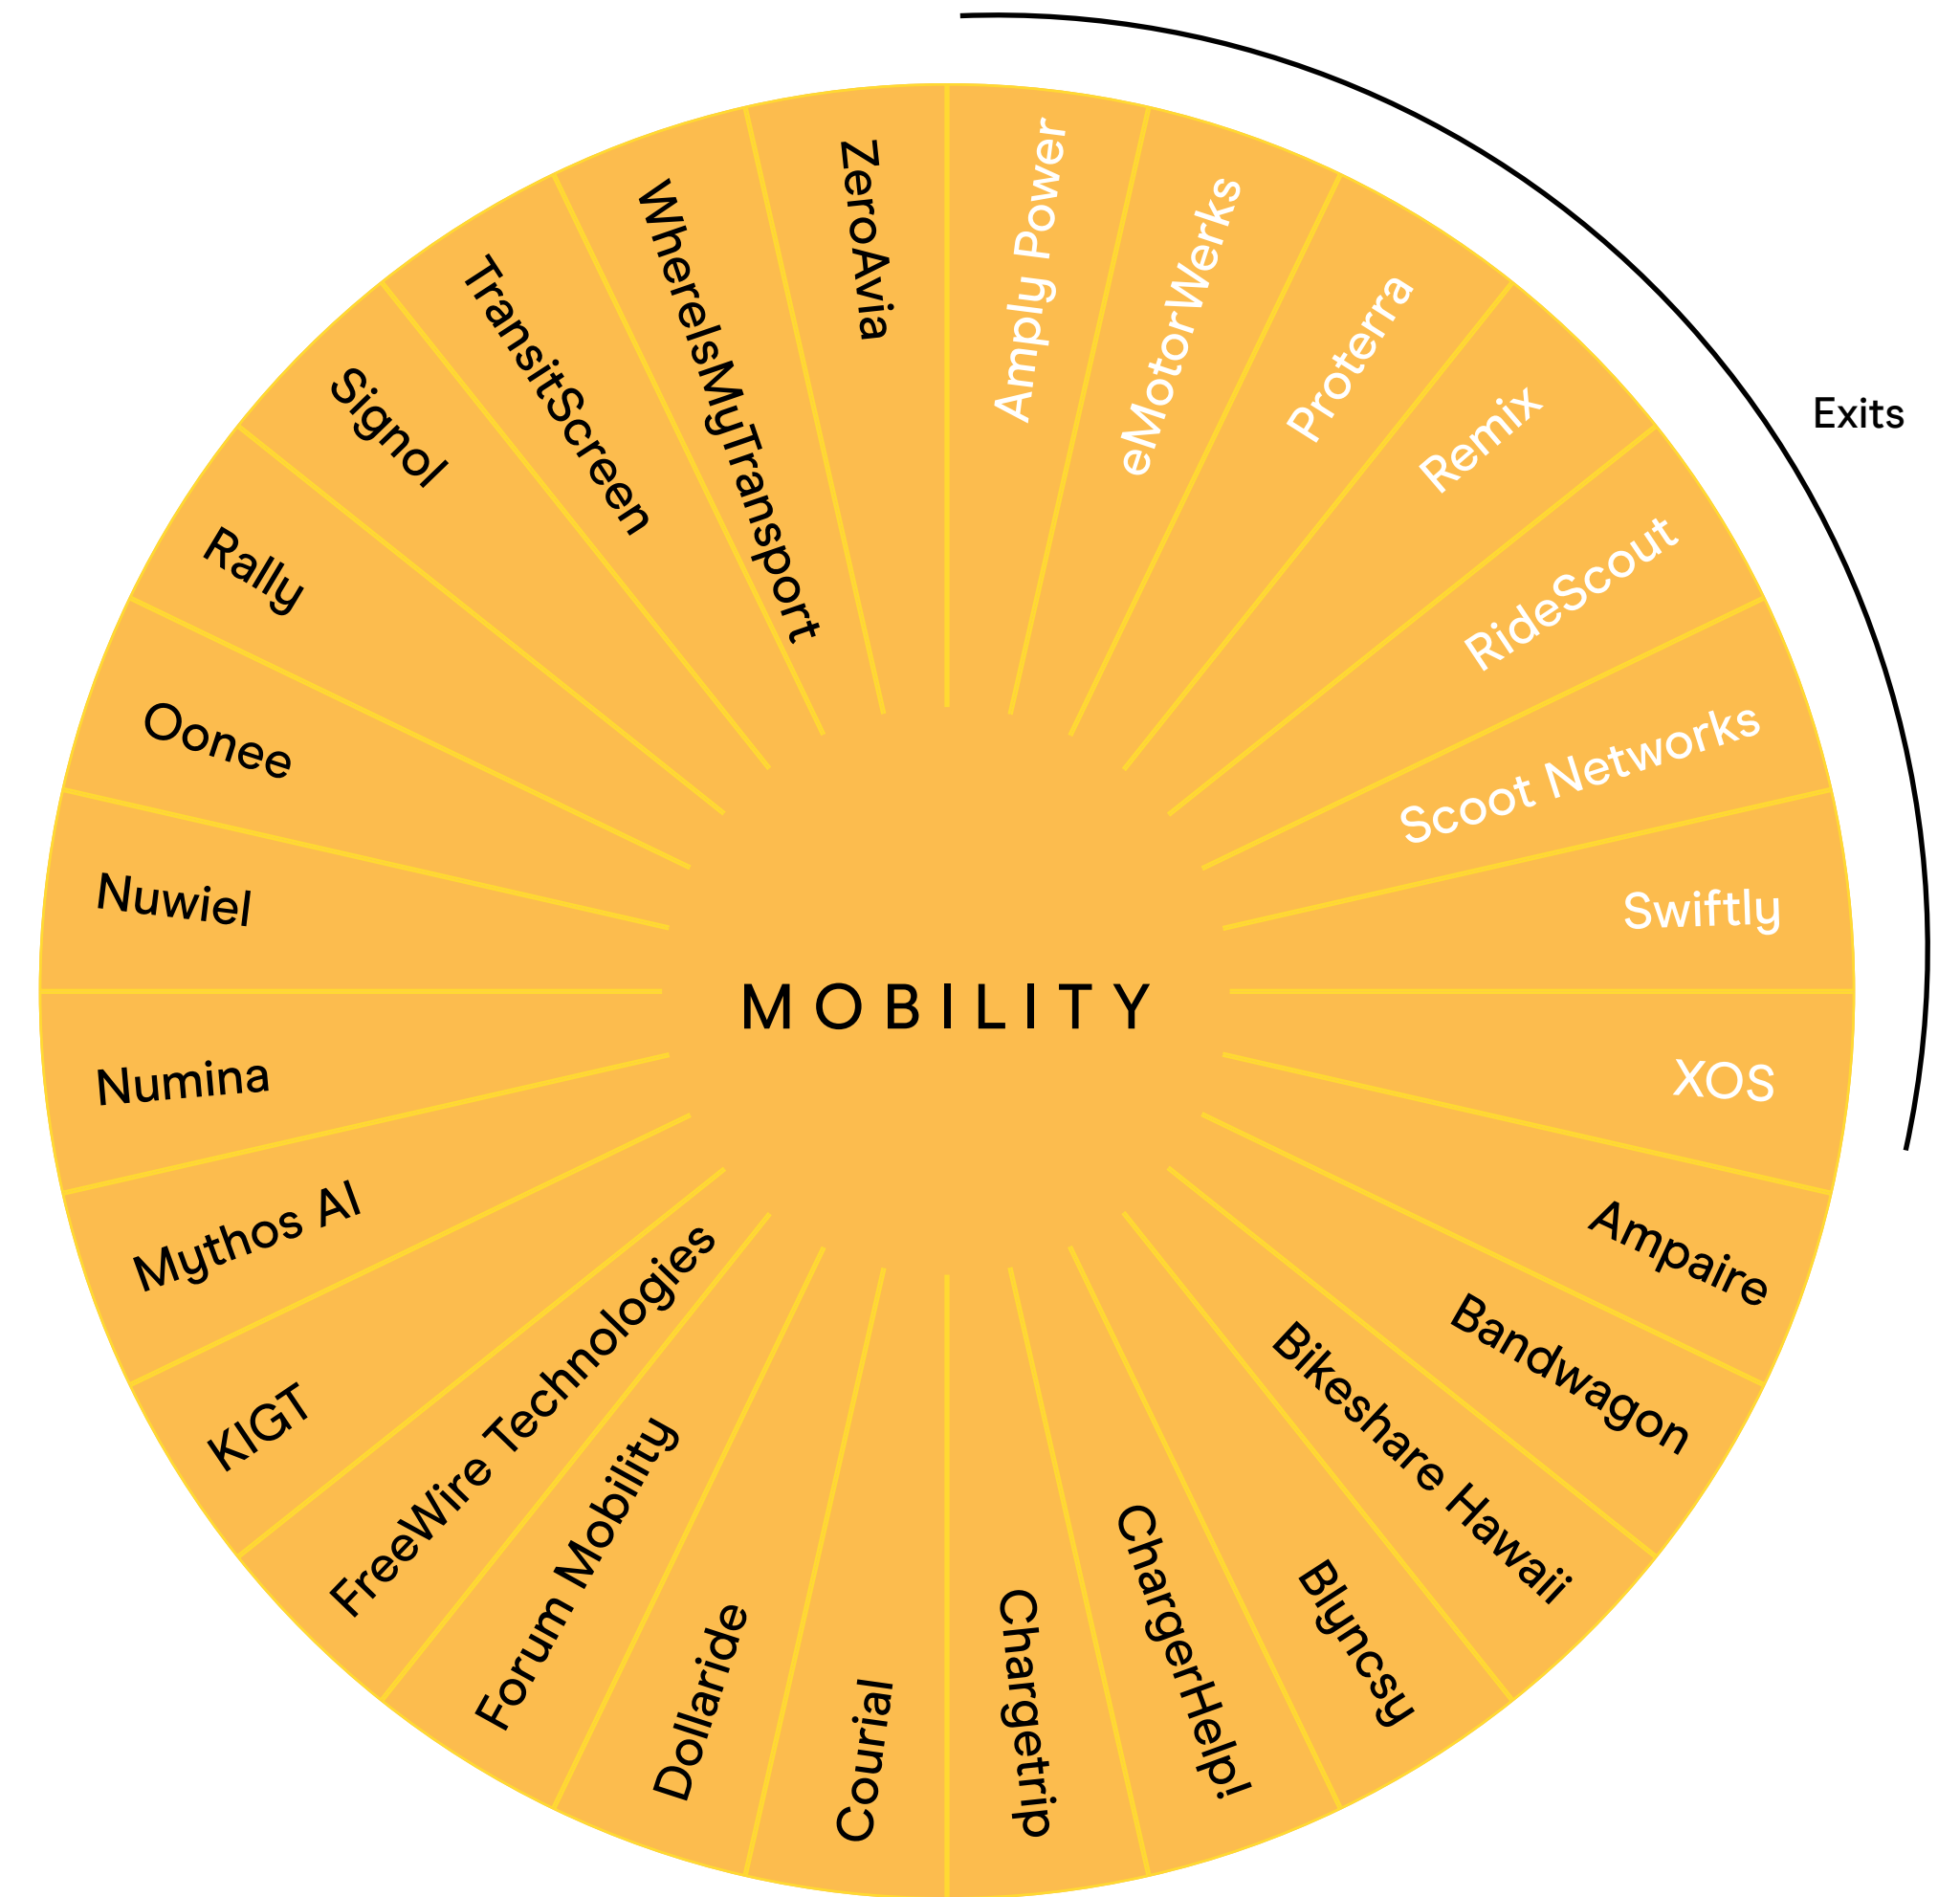 Amply Power
eMotorWerks
Proterra
Remix
RideScout
Scoot Networks
Swiftly
XOS
Ampaire
Bandwagon
Bikeshare Hawaii
Blyncsy
ChargerHelp!
Chargetrip
Courial
Dollaride
Forum Mobility
FreeWire Technologies
KIGT
Mythos AI
Numina
Nuwiel
Oonee
Rally
Signol
TransitScreen
WhereIsMyTransport
ZeroAvia
MOBILITY
Exits